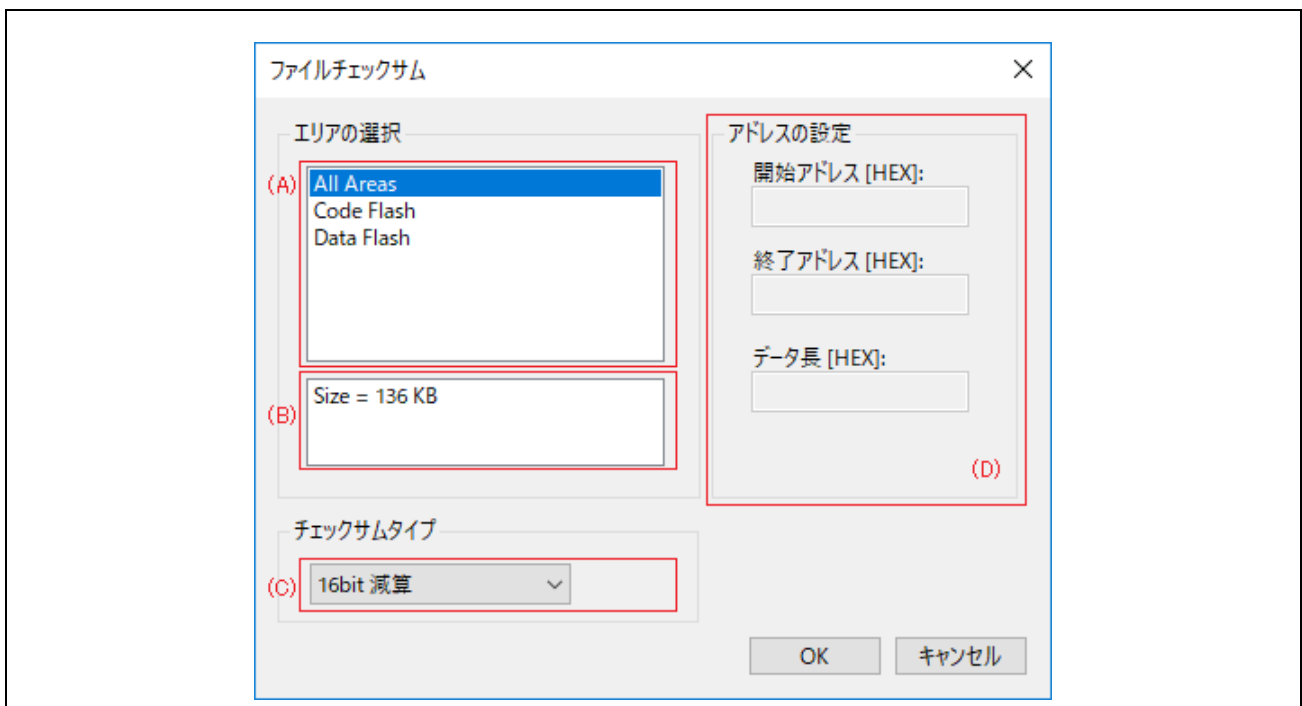 ファイルチェックサム
エリアの選択
(A)
All Areas
Code Flash
Data Flash
(B)
Size = 136 KB
チェックサムタイプ
(C)
16bit 減算
アドレスの設定
開始アドレス [HEX]:
終了アドレス [HEX]:
データ長 [HEX]:
(D)
OK
キャンセル